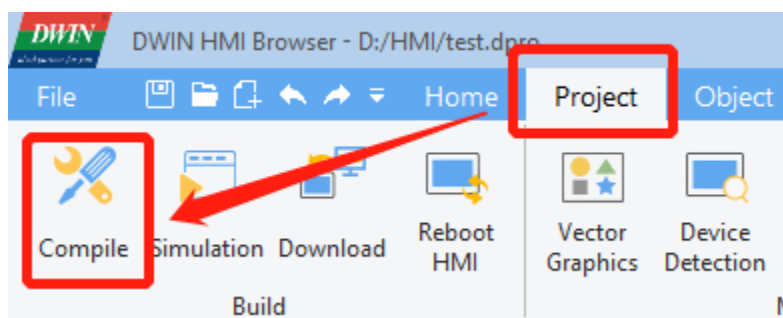 DWIN
DWIN HMI Browser - D:/HMI/test.dpro
File Home Project Object
Compile Simulation Download Reboot HMI Vector Graphics Device Detection
Build